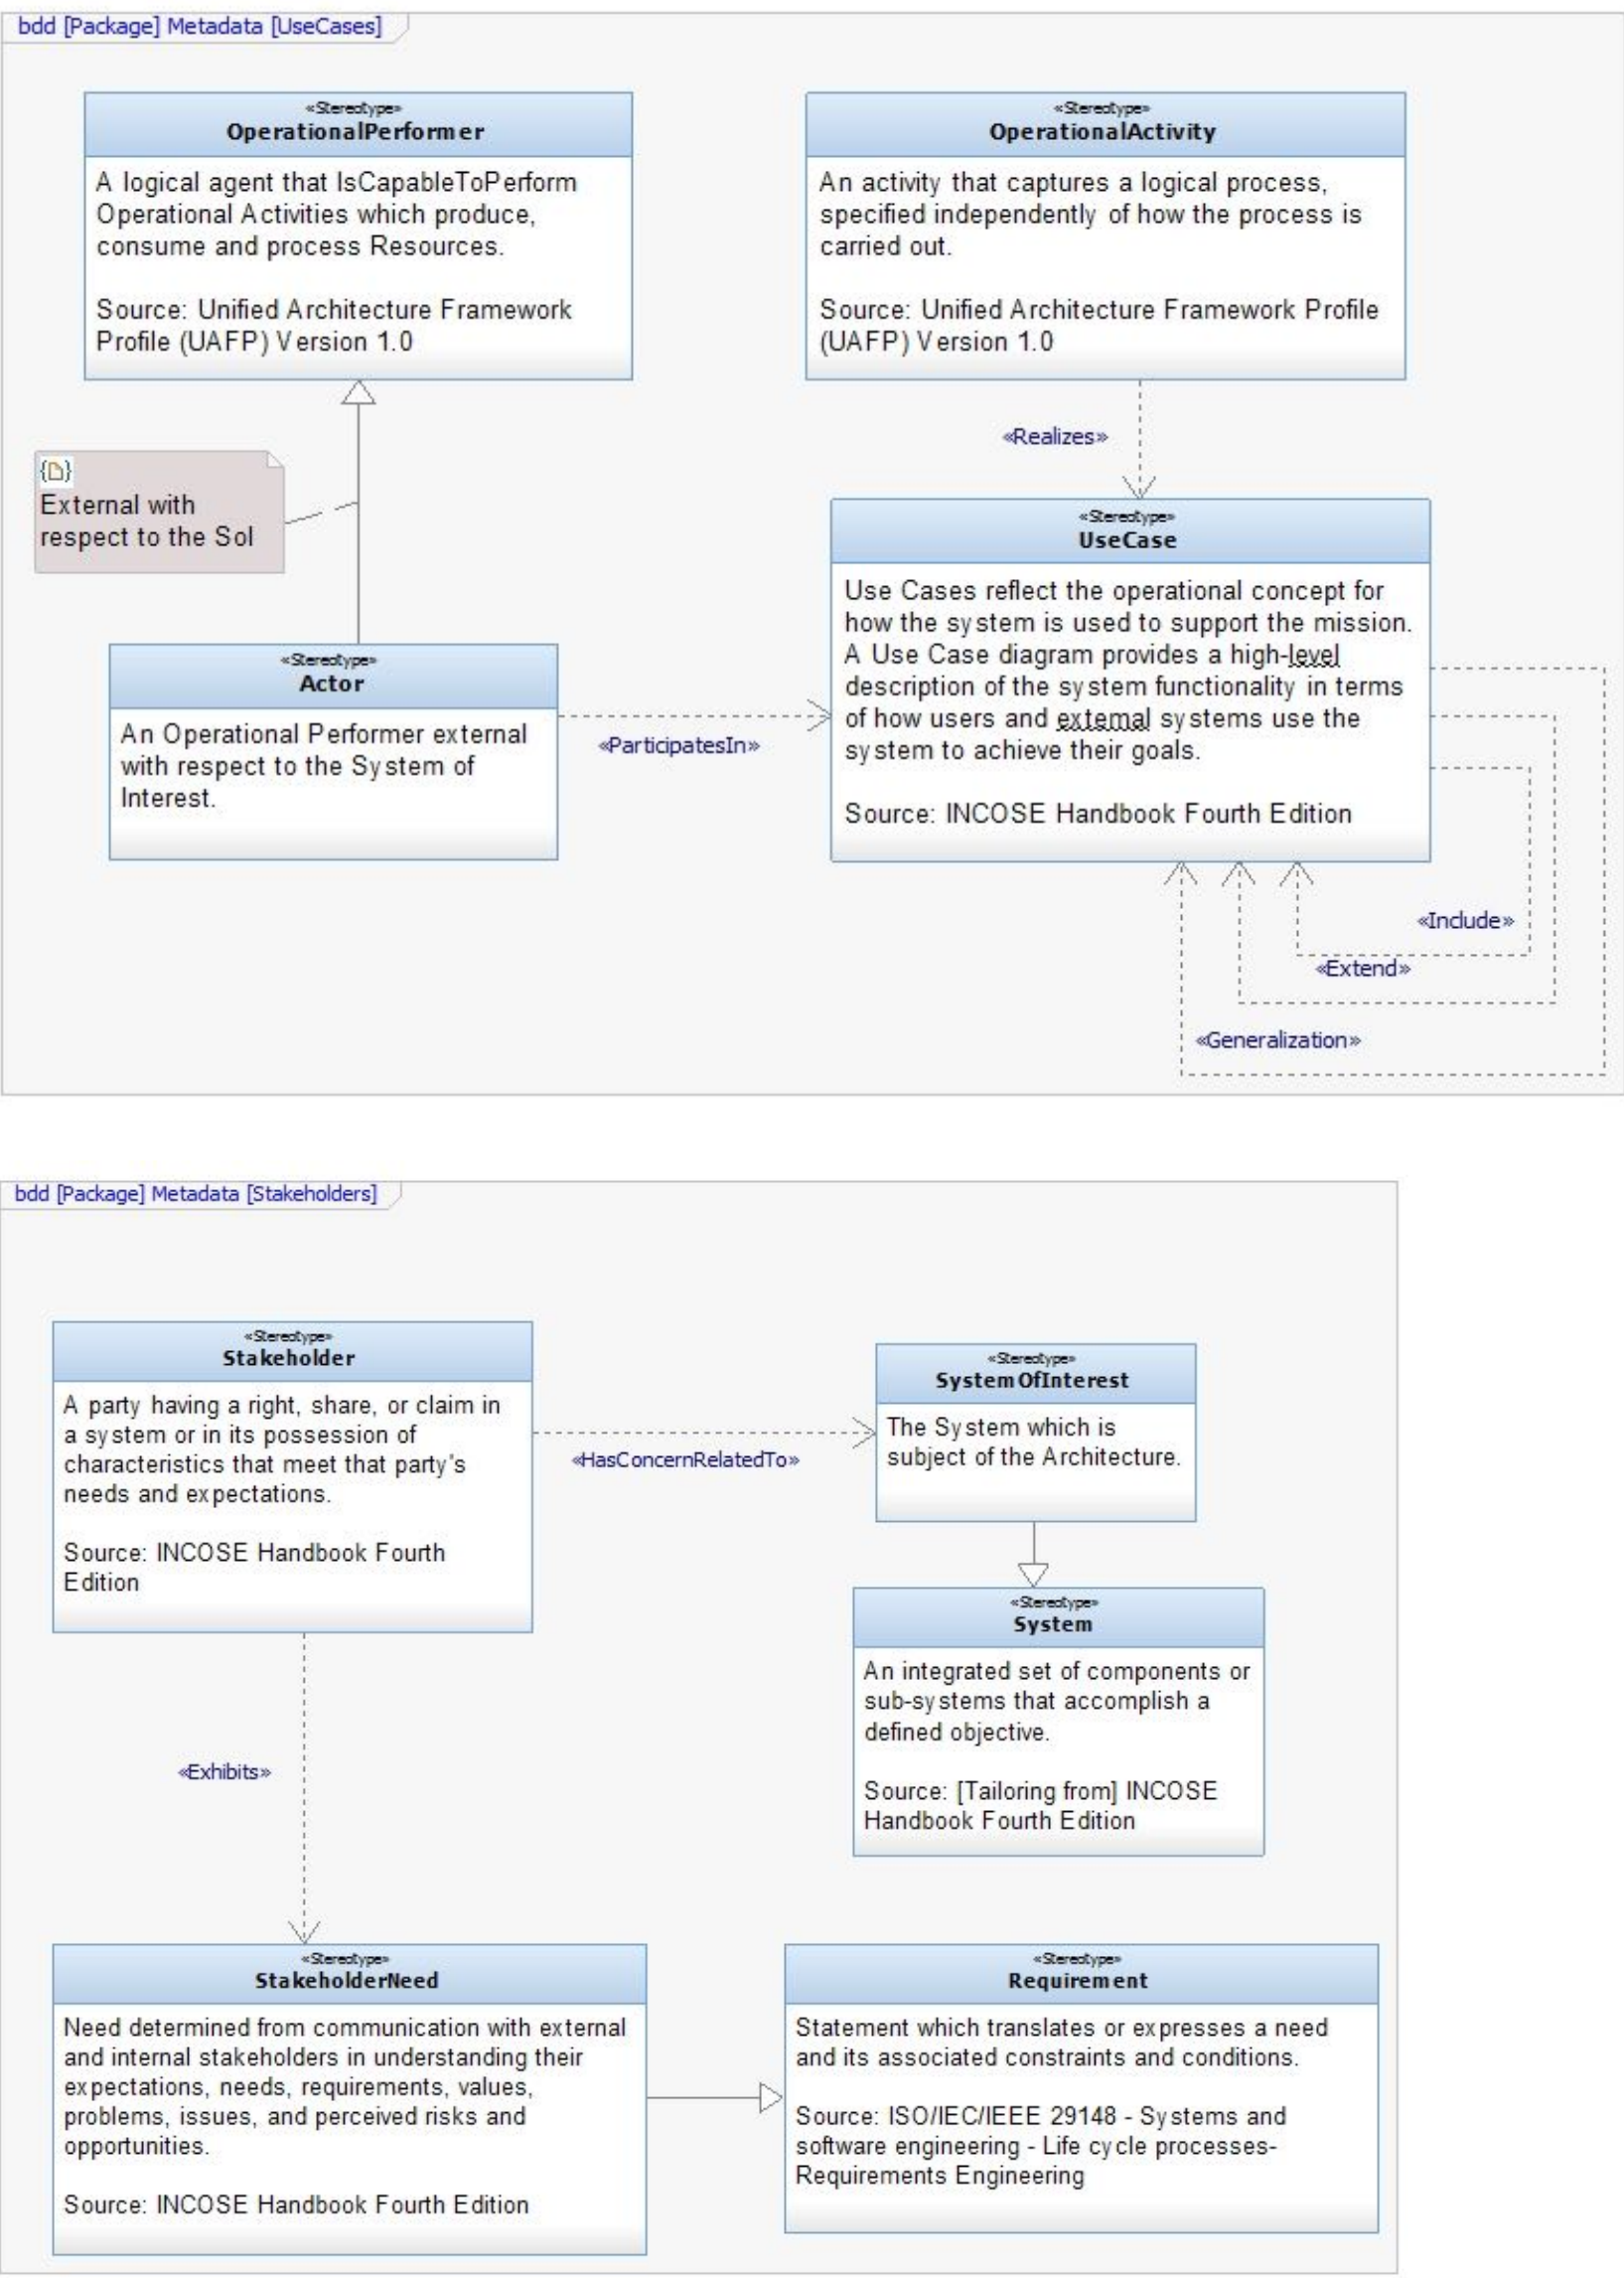 bdd [Package] Metadata [UseCases]
«Stereotype»
OperationalPerformer
A logical agent that IsCapableToPerform
Operational Activities which produce,
consume and process Resources.
Source: Unified Architecture Framework
Profile (UAFP) Version 1.0
«Stereotype»
OperationalActivity
An activity that captures a logical process,
specified independently of how the process is
carried out.
Source: Unified Architecture Framework Profile
(UAFP) Version 1.0
«Realizes»
External with
respect to the SoI
«Stereotype»
Actor
An Operational Performer external
with respect to the System of
Interest.
«ParticipatesIn»
«Stereotype»
UseCase
Use Cases reflect the operational concept for
how the system is used to support the mission.
A Use Case diagram provides a high-level
description of the system functionality in terms
of how users and external systems use the
system to achieve their goals.
Source: INCOSE Handbook Fourth Edition
«Include»
«Extend»
«Generalization»
bdd [Package] Metadata [Stakeholders]
«Stereotype»
Stakeholder
A party having a right, share, or claim in
a system or in its possession of
characteristics that meet that party's
needs and expectations.
Source: INCOSE Handbook Fourth
Edition
«HasConcernRelatedTo»
«Stereotype»
SystemOfInterest
The System which is
subject of the Architecture.
«Stereotype»
System
An integrated set of components or
sub-systems that accomplish a
defined objective.
Source: [Tailoring from] INCOSE
Handbook Fourth Edition
«Exhibits»
«Stereotype»
StakeholderNeed
Need determined from communication with external
and internal stakeholders in understanding their
expectations, needs, requirements, values,
problems, issues, and perceived risks and
opportunities.
Source: INCOSE Handbook Fourth Edition
«Stereotype»
Requirement
Statement which translates or expresses a need
and its associated constraints and conditions.
Source: ISO/IEC/IEEE 29148 - Systems and
software engineering - Life cycle processes-
Requirements Engineering